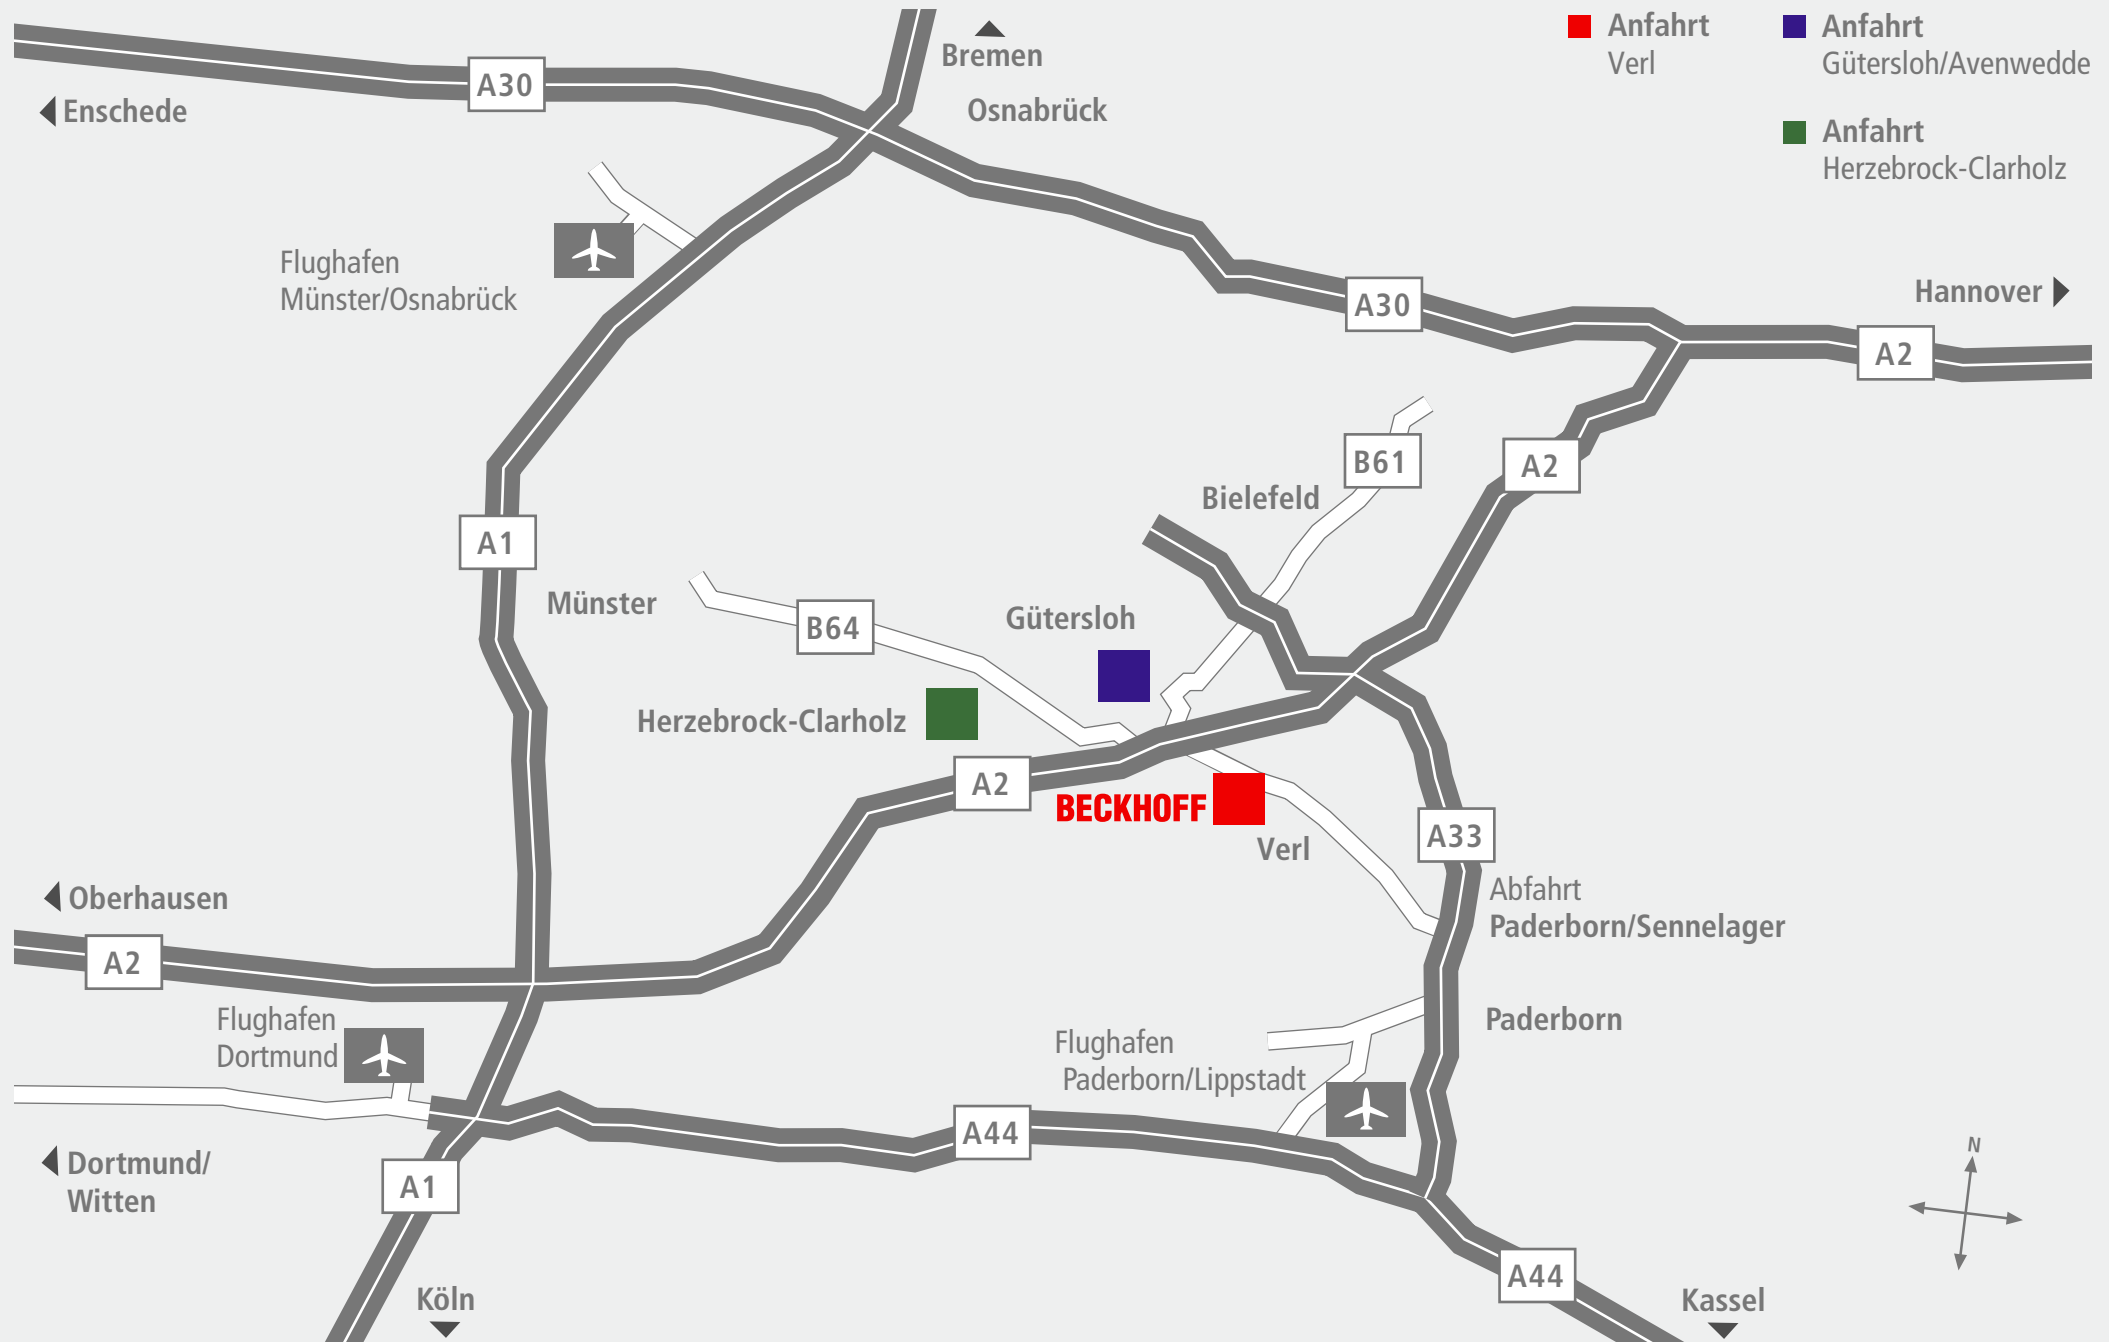 Bremen
Anfahrt
Verl
Anfahrt
Gütersloh/Avenwedde
A30
Enschede
Osnabrück
Anfahrt
Herzebrock-Clarholz
Flughafen
Münster/Osnabrück
A30
Hannover
A2
B61
A2
Bielefeld
A1
Münster
B64
Gütersloh
Herzebrock-Clarholz
A2
BECKHOFF
Verl
A33
Abfahrt
Paderborn/Sennelager
Oberhausen
A2
Flughafen
Dortmund
Paderborn
Flughafen
Paderborn/Lippstadt
A44
Dortmund/
Witten
A1
N
A44
Köln
Kassel